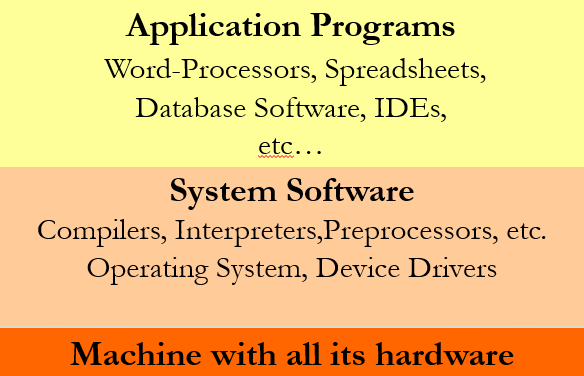 Application Programs
Word-Processors, Spreadsheets,
Database Software, IDEs,
etc…
System Software
Compilers, Interpreters,Preprocessors, etc.
Operating System, Device Drivers
Machine with all its hardware